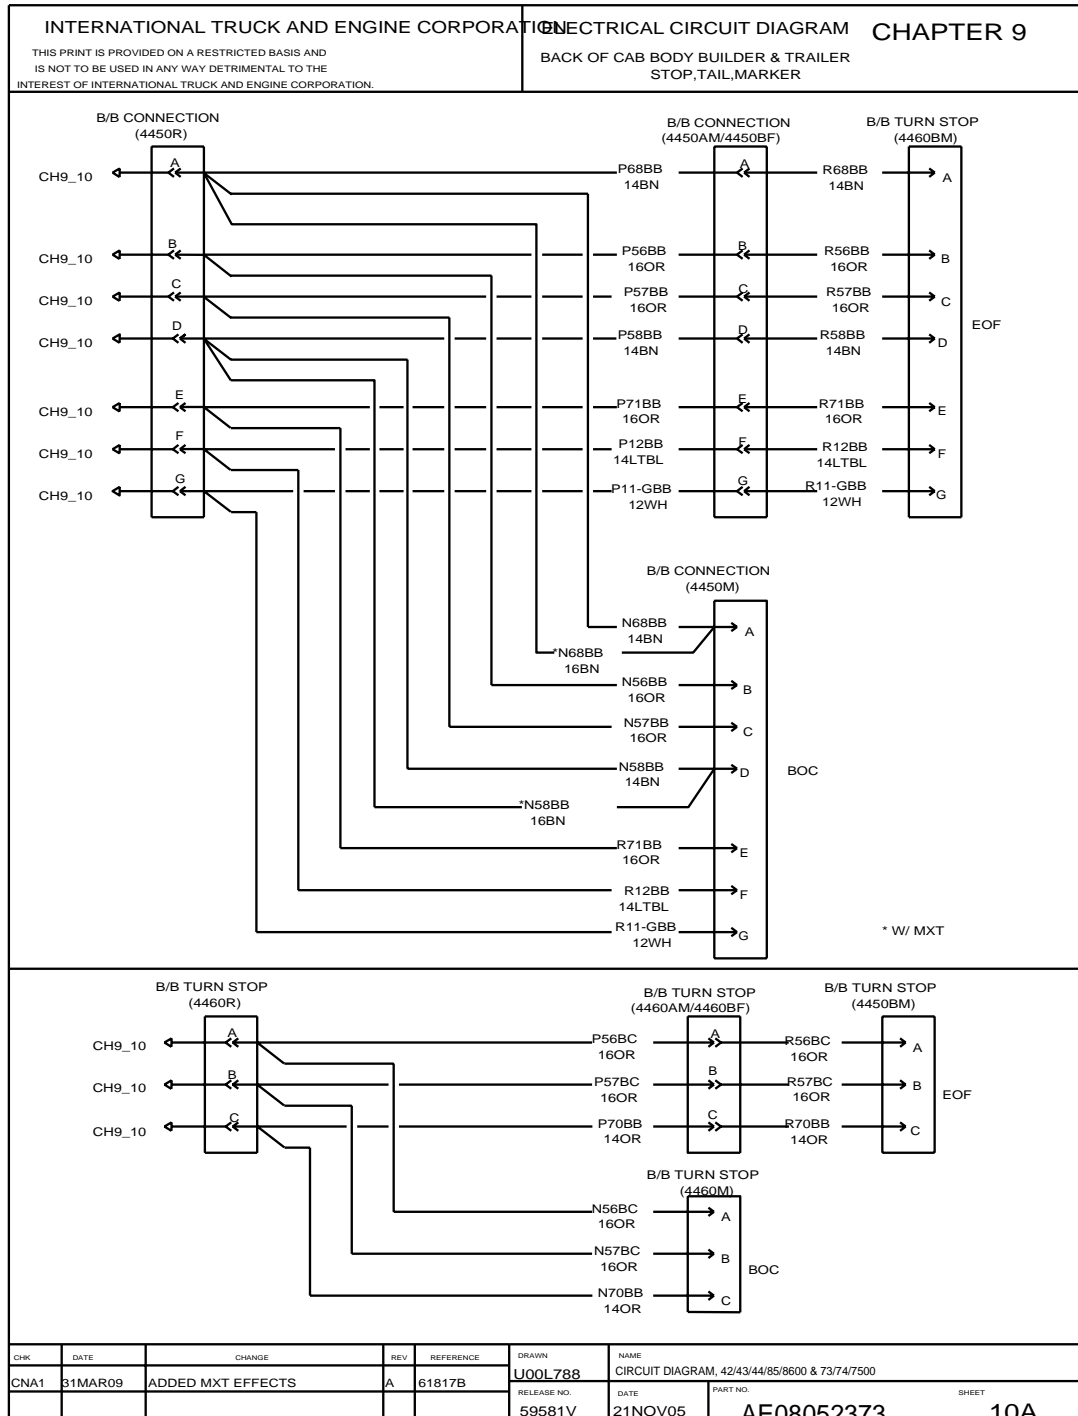 INTERNATIONAL TRUCK AND ENGINE CORPORATION
THIS PRINT IS PROVIDED ON A RESTRICTED BASIS AND
IS NOT TO BE USED IN ANY WAY DETRIMENTAL TO THE
INTEREST OF INTERNATIONAL TRUCK AND ENGINE CORPORATION.
ELECTRICAL CIRCUIT DIAGRAM
BACK OF CAB BODY BUILDER & TRAILER
STOP,TAIL,MARKER
CHAPTER 9
B/B CONNECTION
(4450R)
B/B CONNECTION
(4450AM/4450BF)
B/B TURN STOP
(4460BM)
CH9_10 A P68BB A R68BB A
14BN 14BN
CH9_10 B P56BB B R56BB B
16OR 16OR
CH9_10 C P57BB C R57BB C
16OR 16OR
EOF
CH9_10 D P58BB D R58BB D
14BN 14BN
CH9_10 E P71BB E R71BB E
16OR 16OR
CH9_10 F P12BB F R12BB F
14LTBL 14LTBL
CH9_10 G P11-GBB G R11-GBB G
12WH 12WH
B/B CONNECTION
(4450M)
N68BB A
14BN
*N68BB
16BN
N56BB B
16OR
N57BB C
16OR
N58BB D BOC
14BN
*N58BB
16BN
R71BB E
16OR
R12BB F
14LTBL
R11-GBB G
12WH
* W/ MXT
B/B TURN STOP
(4460R)
B/B TURN STOP
(4460AM/4460BF)
B/B TURN STOP
(4450BM)
CH9_10 A P56BC A R56BC A
16OR 16OR
CH9_10 B P57BC B R57BC B
16OR 16OR
EOF
CH9_10 C P70BB C R70BB C
14OR 14OR
B/B TURN STOP
(4460M)
N56BC A
16OR
N57BC B
16OR
BOC
N70BB C
14OR
CHK DATE CHANGE REV REFERENCE
CNA1 31MAR09 ADDED MXT EFFECTS A 61817B
DRAWN
U00L788
NAME
CIRCUIT DIAGRAM, 42/43/44/85/8600 & 73/74/7500
RELEASE NO.
59581V
DATE
21NOV05
PART NO.
AE08052373
SHEET
10A